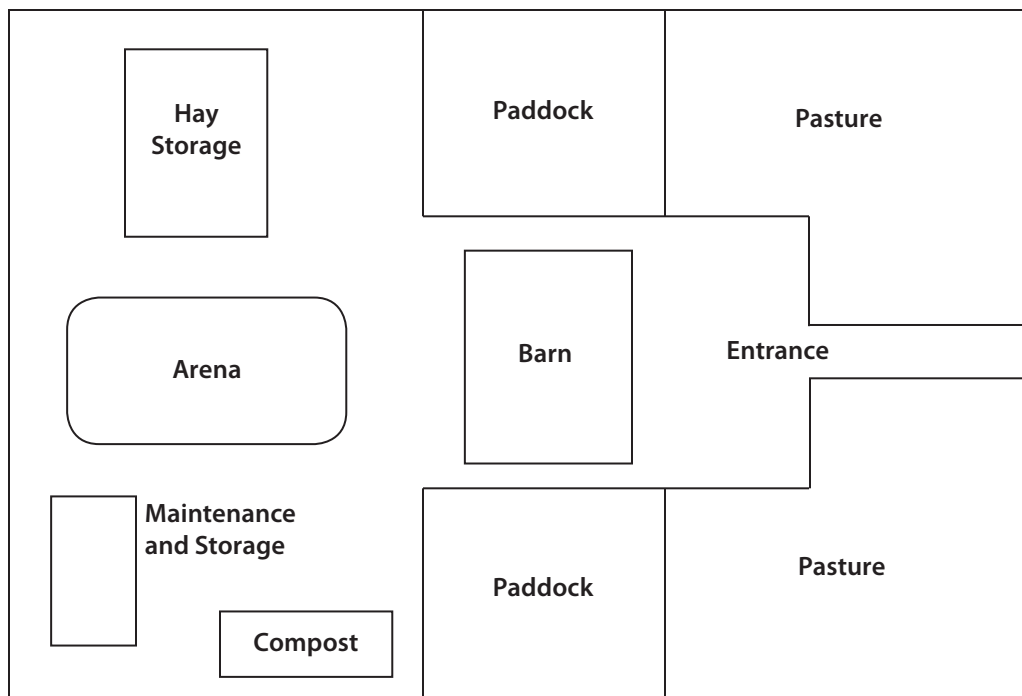 Hay
Storage
Paddock
Pasture
Arena
Barn
Entrance
Maintenance
and Storage
Compost
Paddock
Pasture